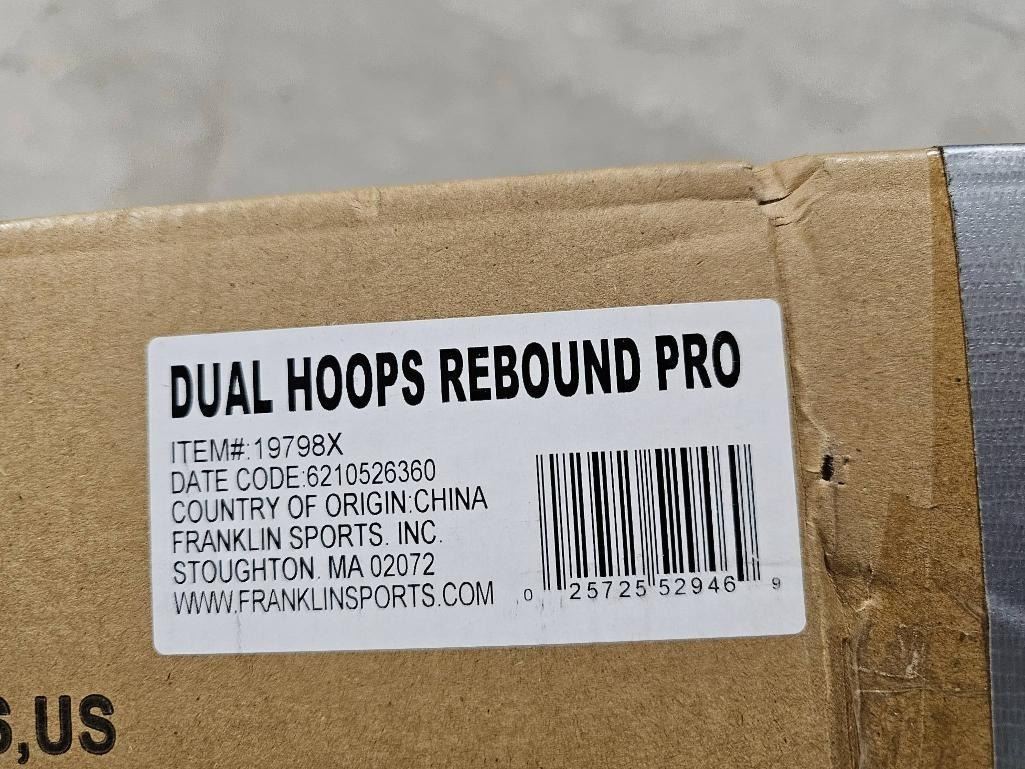 DUAL HOOPS REBOUND PRO
ITEM#:19798X
DATE CODE:6210526360
COUNTRY OF ORIGIN:CHINA
FRANKLIN SPORTS. INC.
STOUGHTON. MA 02072
WWW.FRANKLINSPORTS.COM
0 25725 52946 9
,US